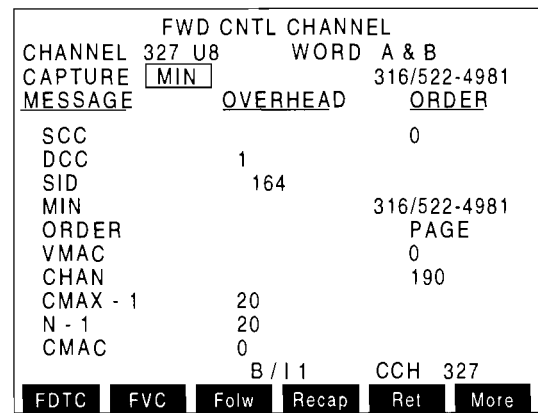 FWD CNTL CHANNEL
CHANNEL 327 U8 WORD A & B
CAPTURE MIN 316/522-4981
MESSAGE OVERHEAD ORDER
SCC 0
DCC 1
SID 164
MIN 316/522-4981
ORDER PAGE
VMAC 0
CHAN 190
CMAX - 1 20
N - 1 20
CMAC 0
B / I 1 CCH 327
FDTC FVC Folw Recap Ret More